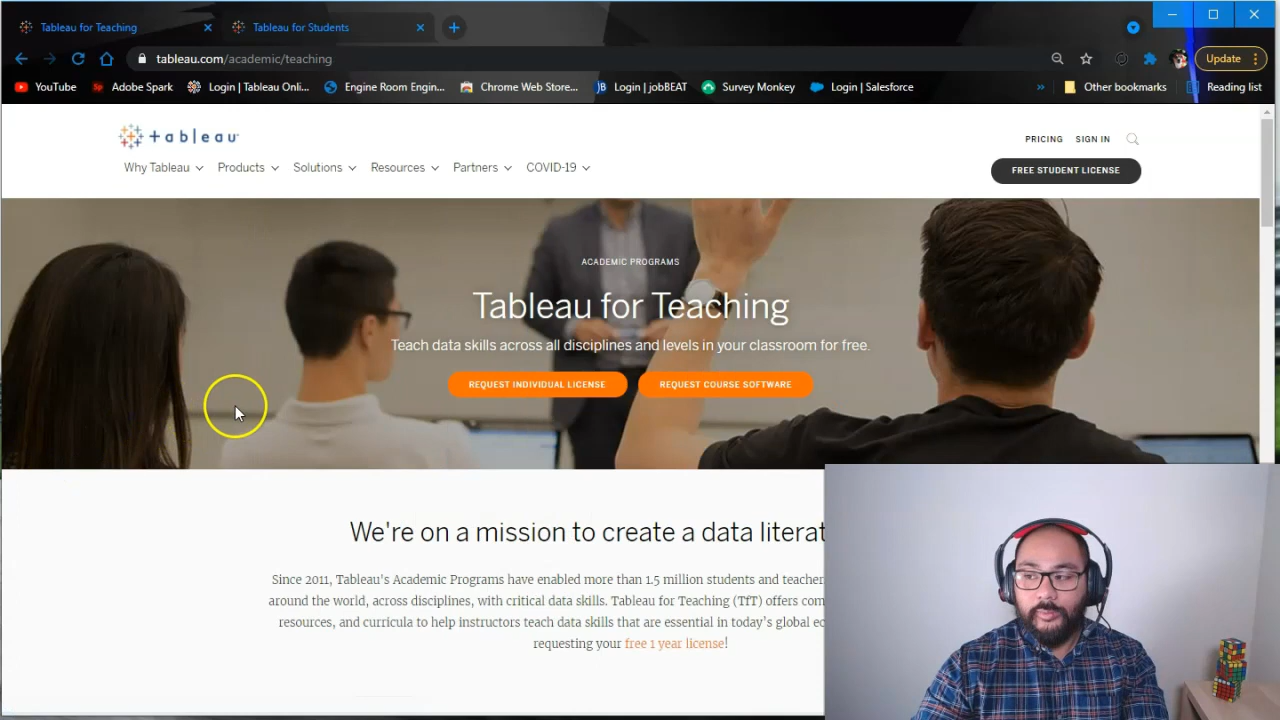 Tableau for Teaching
Tableau for Students
tableau.com/academic/teaching
Update
YouTube
Adobe Spark
Login | Tableau Onli...
Engine Room Engin...
Chrome Web Store...
Login | jobBEAT
Survey Monkey
Login | Salesforce
»
Other bookmarks
Reading list
+ a b | e a u
PRICING
SIGN IN
Why Tableau
Products
Solutions
Resources
Partners
COVID-19
FREE STUDENT LICENSE
ACADEMIC PROGRAMS
Tableau for Teaching
Teach data skills across all disciplines and levels in your classroom for free.
REQUEST INDIVIDUAL LICENSE
REQUEST COURSE SOFTWARE
We're on a mission to create a data literat
Since 2011, Tableau's Academic Programs have enabled more than 1.5 million students and teacher
around the world, across disciplines, with critical data skills. Tableau for Teaching (TfT) offers com
resources, and curricula to help instructors teach data skills that are essential in today's global ec
requesting your free 1 year license!